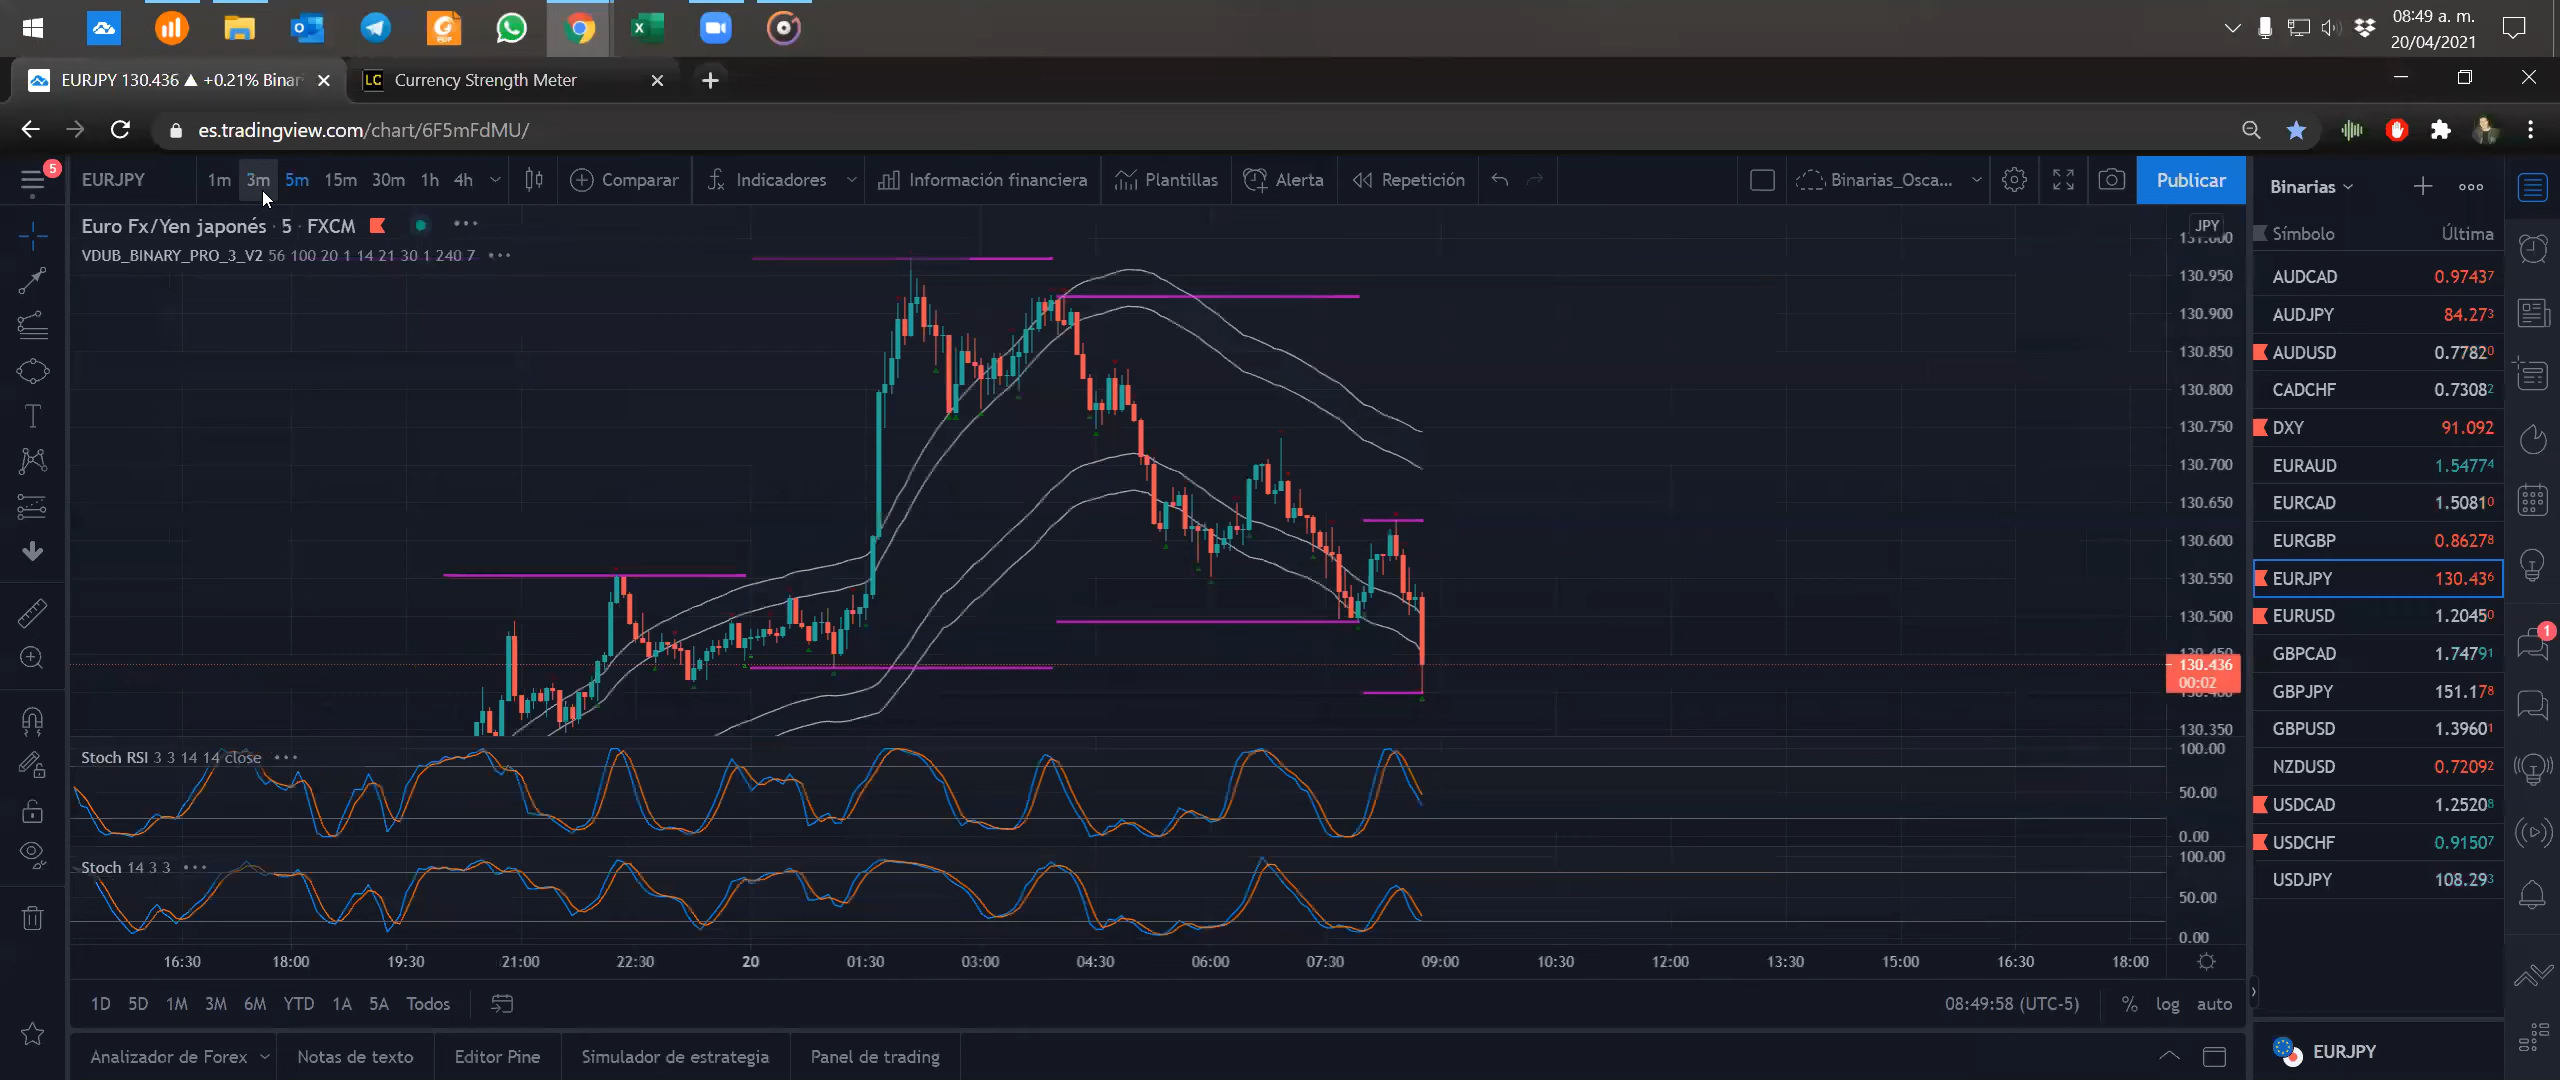 08:49 a. m.
20/04/2021
EURJPY 130.436 ▲ +0.21% Binar
LC Currency Strength Meter
es.tradingview.com/chart/6F5mFdMU/
5
EURJPY 1m 3m 5m 15m 30m 1h 4h Comparar Indicadores Información financiera Plantillas Alerta Repetición Binarias_Osca... Publicar
Binarias
Euro Fx/Yen japonés · 5 · FXCM
VDUB_BINARY_PRO_3_V2 56 100 20 1 14 21 30 1 240 7
JPY
Símbolo Última
AUDCAD 0.97437
AUDJPY 84.273
AUDUSD 0.77820
CADCHF 0.73082
DXY 91.092
EURAUD 1.54774
EURCAD 1.50810
EURGBP 0.86278
EURJPY 130.436
EURUSD 1.20450
GBPCAD 1.74791
GBPJPY 151.178
GBPUSD 1.39601
NZDUSD 0.72092
USDCAD 1.25208
USDCHF 0.91507
USDJPY 108.293
1
131.000
130.950
130.900
130.850
130.800
130.750
130.700
130.650
130.600
130.550
130.500
130.450
130.436
00:02
130.400
130.350
Stoch RSI 3 3 14 14 close
100.00
50.00
0.00
Stoch 14 3 3
100.00
50.00
0.00
16:30 18:00 19:30 21:00 22:30 20 01:30 03:00 04:30 06:00 07:30 09:00 10:30 12:00 13:30 15:00 16:30 18:00
1D 5D 1M 3M 6M YTD 1A 5A Todos
08:49:58 (UTC-5) % log auto
Analizador de Forex Notas de texto Editor Pine Simulador de estrategia Panel de trading
EURJPY